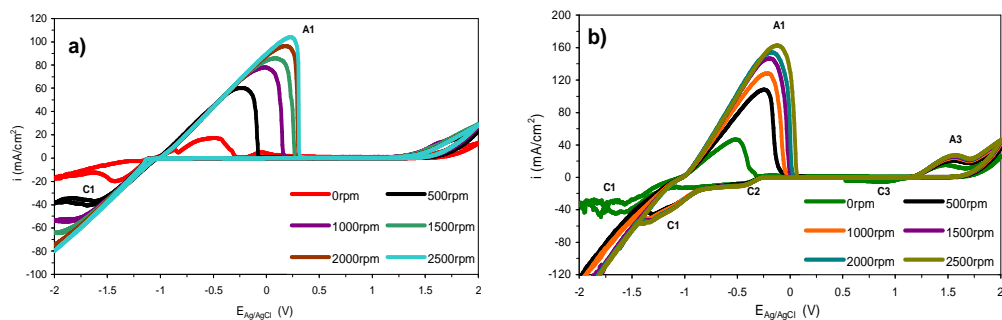 a)
A1
120
100
80
60
40
20
0
-20
-40
-60
-80
-100
i (mA/cm²)
C1
0rpm 500rpm
1000rpm 1500rpm
2000rpm 2500rpm
-2 -1.5 -1 -0.5 0 0.5 1 1.5 2
E Ag/AgCl (V)
b)
A1
200
160
120
80
40
0
-40
-80
-120
i (mA/cm²)
A3
C1
C2
C3
C1
0rpm 500rpm
1000rpm 1500rpm
2000rpm 2500rpm
-2 -1.5 -1 -0.5 0 0.5 1 1.5 2
E Ag/AgCl (V)